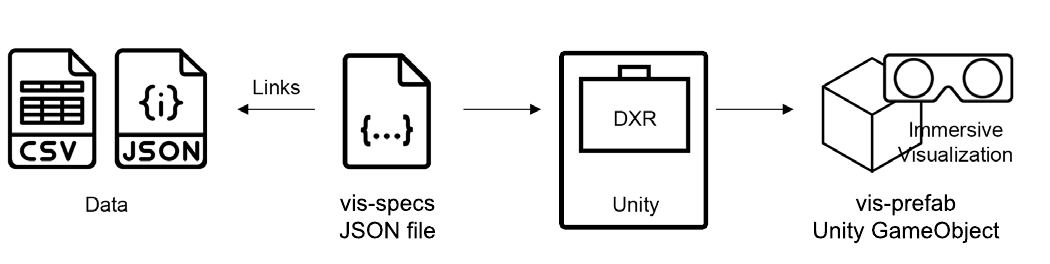 CSV
{i}
JSON
Data
Links
{...}
vis-specs
JSON file
DXR
Unity
Immersive
Visualization
vis-prefab
Unity GameObject